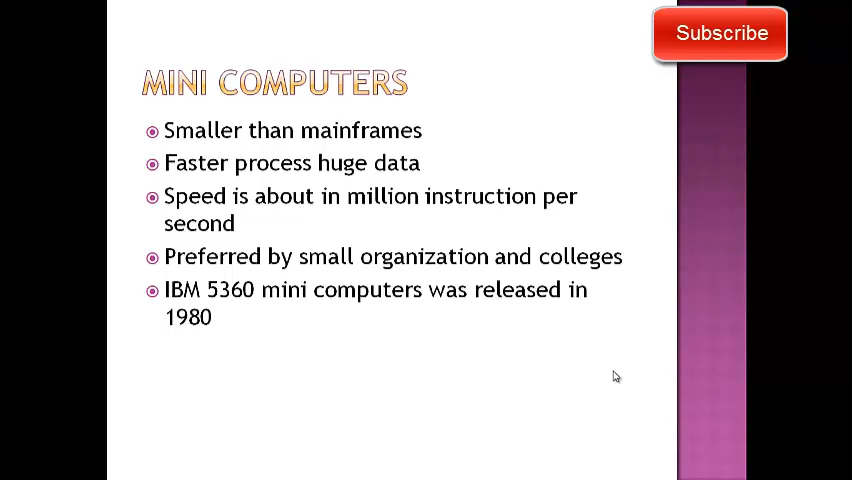 Subscribe
MINI COMPUTERS
Smaller than mainframes
Faster process huge data
Speed is about in million instruction per
second
Preferred by small organization and colleges
IBM 5360 mini computers was released in
1980